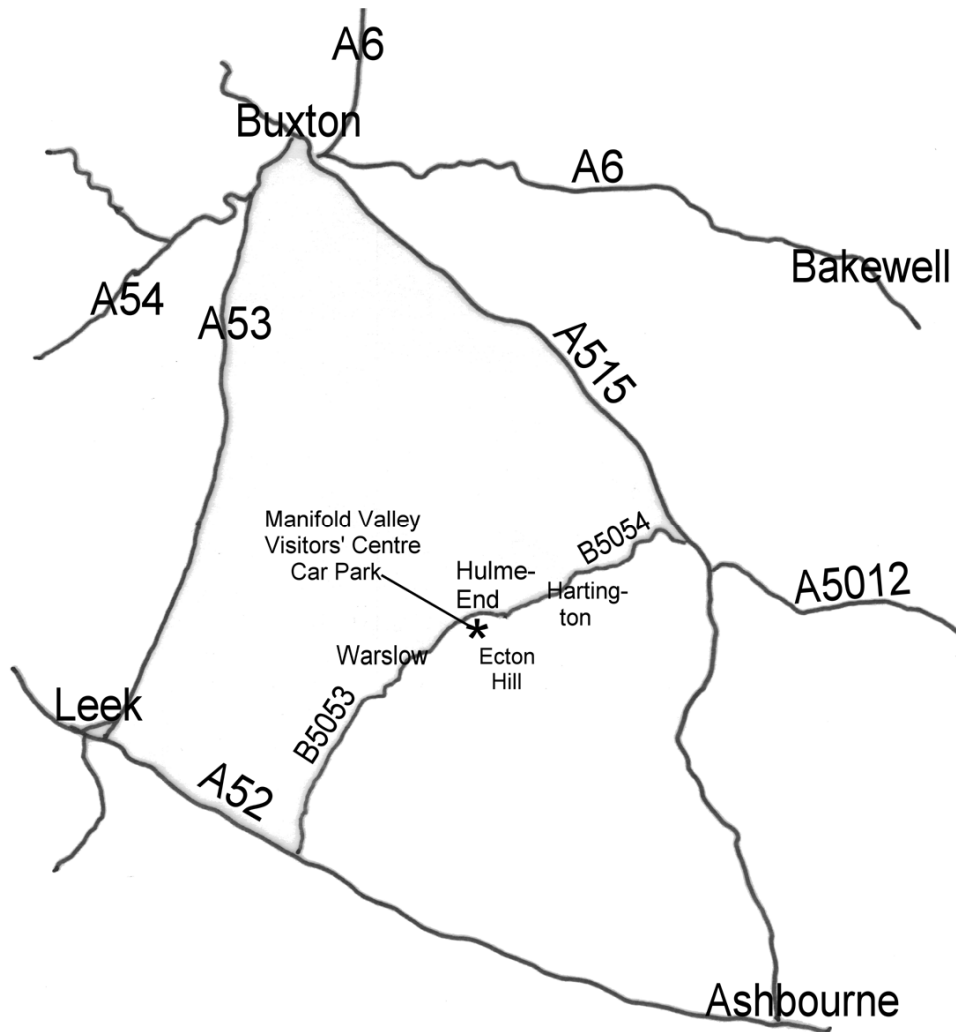 A6
Buxton
A6
Bakewell
A54
A53
A515
Manifold Valley
Visitors' Centre
Car Park
B5054
Hulme-
End
Harting-
ton
A5012
Warslow
Ecton
Hill
B5053
Leek
A52
Ashbourne